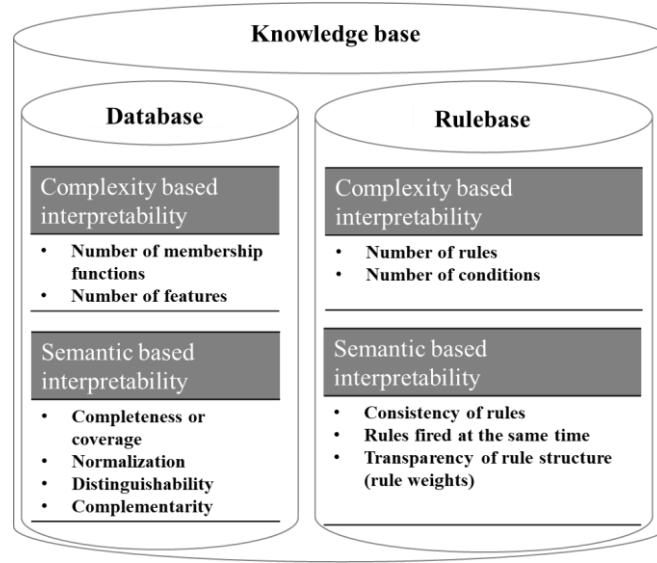 Knowledge base
Database
Complexity based
interpretability
• Number of membership
functions
• Number of features
Semantic based
interpretability
• Completeness or
coverage
• Normalization
• Distinguishability
• Complementarity
Rulebase
Complexity based
interpretability
• Number of rules
• Number of conditions
Semantic based
interpretability
• Consistency of rules
• Rules fired at the same time
• Transparency of rule structure
(rule weights)